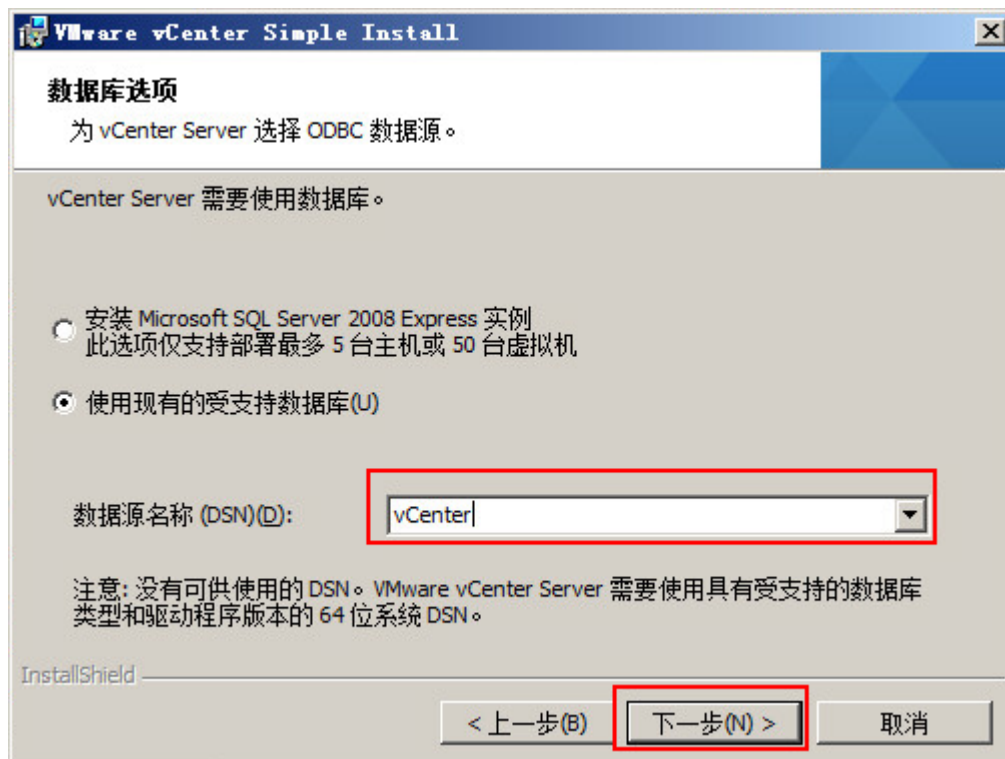 VMware vCenter Simple Install
数据库选项
为 vCenter Server 选择 ODBC 数据源。
vCenter Server 需要使用数据库。
安装 Microsoft SQL Server 2008 Express 实例
此选项仅支持部署最多 5 台主机或 50 台虚拟机
使用现有的受支持数据库(U)
数据源名称 (DSN)(D): vCenter
注意: 没有可供使用的 DSN。VMware vCenter Server 需要使用具有受支持的数据库
类型和驱动程序版本的 64 位系统 DSN。
InstallShield
< 上一步(B) 下一步(N) > 取消